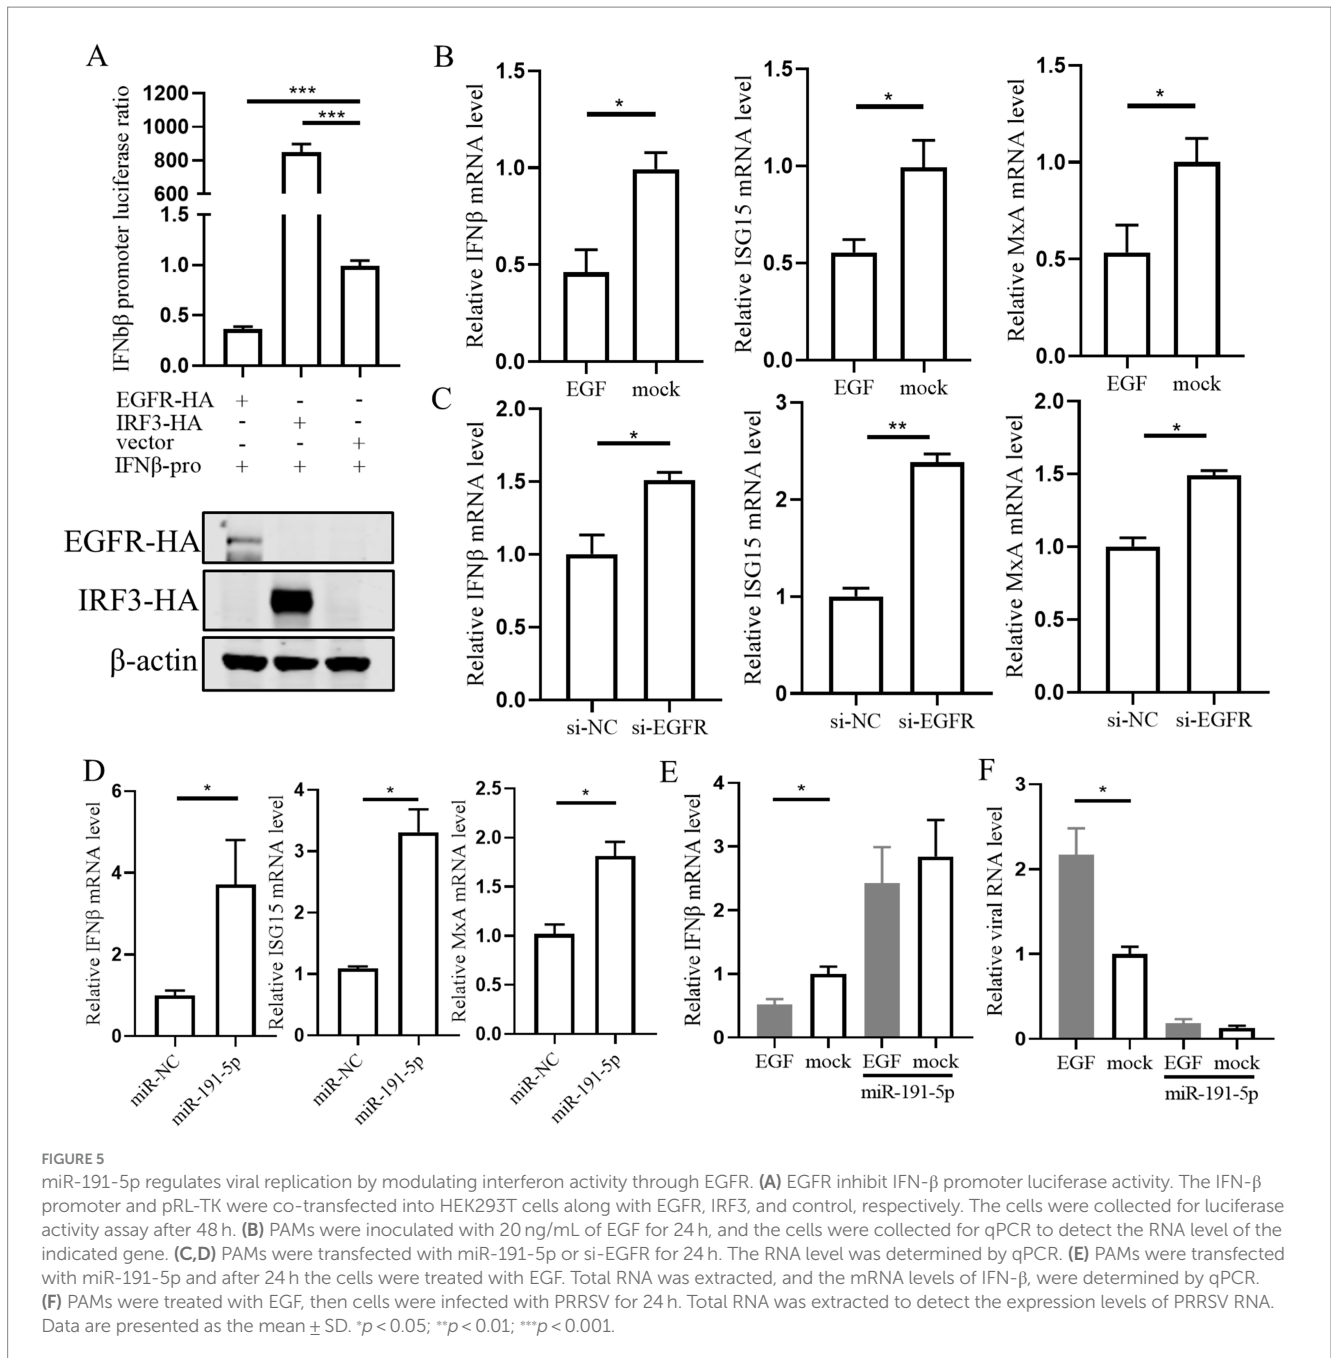 A
IFNbβ promoter luciferase ratio
1200
1000
800
600
1.5
1.0
0.5
0.0
***
***
EGFR-HA + - -
IRF3-HA - + -
vector - - +
IFNβ-pro + + +
EGFR-HA
IRF3-HA
β-actin
B
Relative IFNβ mRNA level
1.5
1.0
0.5
0.0
*
EGF mock
Relative ISG15 mRNA level
1.5
1.0
0.5
0.0
*
EGF mock
Relative MxA mRNA level
1.5
1.0
0.5
0.0
*
EGF mock
C
Relative IFNβ mRNA level
2.0
1.5
1.0
0.5
0.0
*
si-NC si-EGFR
Relative ISG15 mRNA level
3
2
1
0
**
si-NC si-EGFR
Relative MxA mRNA level
2.0
1.5
1.0
0.5
0.0
*
si-NC si-EGFR
D
Relative IFNβ mRNA level
6
4
2
0
*
miR-NC miR-191-5p
Relative ISG15 mRNA level
4
3
2
1
0
*
miR-NC miR-191-5p
Relative MxA mRNA level
2.5
2.0
1.5
1.0
0.5
0.0
*
miR-NC miR-191-5p
E
Relative IFNβ mRNA level
4
3
2
1
0
*
EGF mock EGF mock
miR-191-5p
F
Relative viral RNA level
3
2
1
0
*
EGF mock EGF mock
miR-191-5p
FIGURE 5
miR-191-5p regulates viral replication by modulating interferon activity through EGFR. (A) EGFR inhibit IFN-β promoter luciferase activity. The IFN-β
promoter and pRL-TK were co-transfected into HEK293T cells along with EGFR, IRF3, and control, respectively. The cells were collected for luciferase
activity assay after 48 h. (B) PAMs were inoculated with 20 ng/mL of EGF for 24 h, and the cells were collected for qPCR to detect the RNA level of the
indicated gene. (C,D) PAMs were transfected with miR-191-5p or si-EGFR for 24 h. The RNA level was determined by qPCR. (E) PAMs were transfected
with miR-191-5p and after 24 h the cells were treated with EGF. Total RNA was extracted, and the mRNA levels of IFN-β, were determined by qPCR.
(F) PAMs were treated with EGF, then cells were infected with PRRSV for 24 h. Total RNA was extracted to detect the expression levels of PRRSV RNA.
Data are presented as the mean ± SD. *p < 0.05; **p < 0.01; ***p < 0.001.